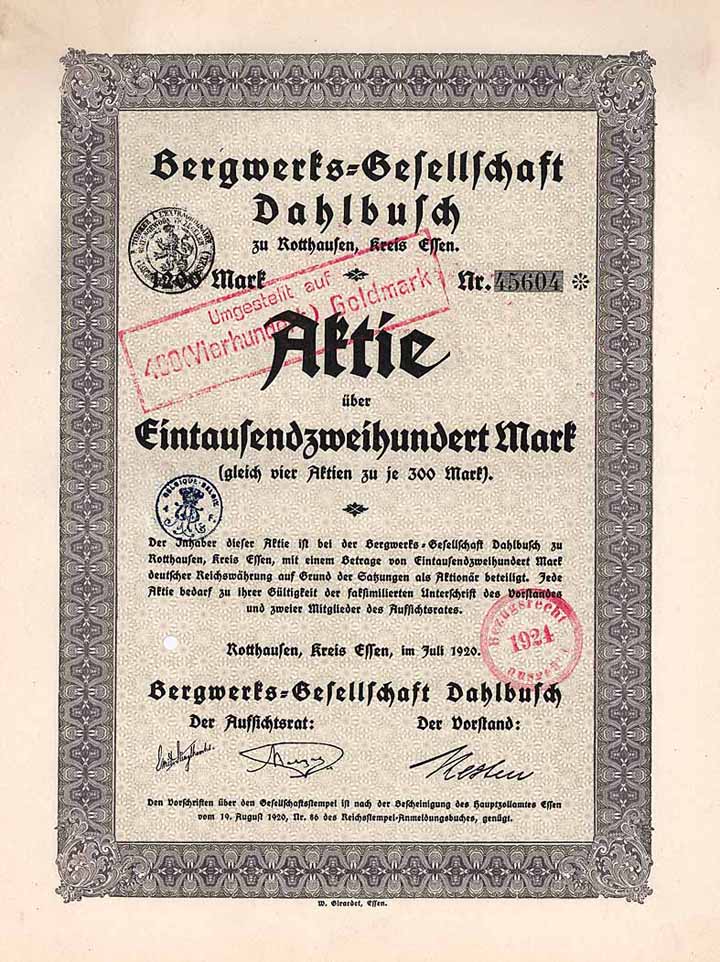 Bergwerks-Gesellschaft
Dahlbusch
zu Rotthausen, Kreis Essen.
1200 Mark
Nr. 45604 *
Umgestellt auf
400 (Vierhundert) Goldmark
Aktie
über
Eintausendzweihundert Mark
(gleich vier Aktien zu je 300 Mark).
BELGIQUE-BELGIË
Der Inhaber dieser Aktie ist bei der Bergwerks-Gesellschaft Dahlbusch zu
Rotthausen, Kreis Essen, mit einem Betrage von Eintausendzweihundert Mark
deutscher Reichswährung auf Grund der Satzungen als Aktionär beteiligt. Jede
Aktie bedarf zu ihrer Gültigkeit der faksimilierten Unterschrift des Vorstandes
und zweier Mitglieder des Aufsichtsrates.
Bezugsrecht
1924
Rotthausen, Kreis Essen, im Juli 1920.
Bergwerks-Gesellschaft Dahlbusch
Der Aufsichtsrat:
Der Vorstand:
Den Vorschriften über den Gesellschaftsstempel ist nach der Bescheinigung des Hauptzollamtes Essen
vom 19. August 1920, Nr. 86 des Reichsstempel-Anmeldungsbuches, genügt.
W. Girardet, Essen.